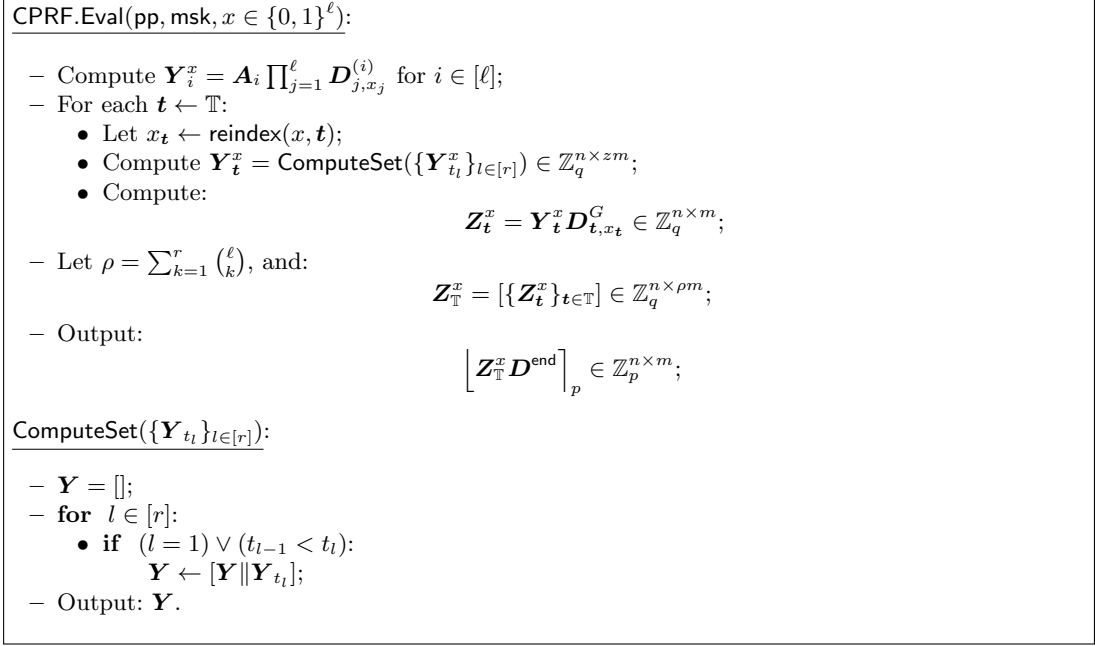 CPRF.Eval(pp, msk, x ∈ {0, 1}^ℓ):
– Compute Y_i^x = A_i ∏_{j=1}^ℓ D_{j,x_j}^{(i)} for i ∈ [ℓ];
– For each t ← 𝕋:
• Let x_t ← reindex(x, t);
• Compute Y_t^x = ComputeSet({Y_{t_l}^x}_{l∈[r]}) ∈ ℤ_q^{n×zm};
• Compute:
Z_t^x = Y_t^x D_{t,x_t}^G ∈ ℤ_q^{n×m};
– Let ρ = ∑_{k=1}^r (ℓ choose k), and:
Z_𝕋^x = [{Z_t^x}_{t∈𝕋}] ∈ ℤ_q^{n×ρm};
– Output:
⌊Z_𝕋^x D^{end}⌉_p ∈ ℤ_p^{n×m};
ComputeSet({Y_{t_l}}_{l∈[r]}):
– Y = [];
– for l ∈ [r]:
• if (l = 1) ∨ (t_{l−1} < t_l):
Y ← [Y‖Y_{t_l}];
– Output: Y.